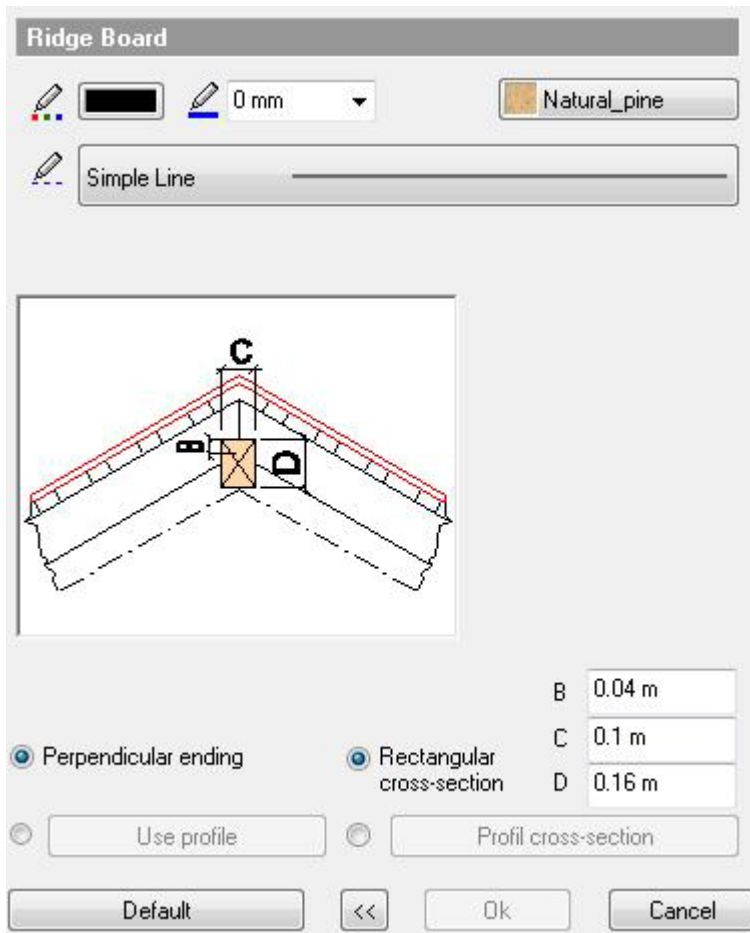 Ridge Board
0 mm
Natural_pine
Simple Line
C
B
D
B 0.04 m
C 0.1 m
D 0.16 m
Perpendicular ending
Rectangular
cross-section
Use profile
Profil cross-section
Default
<<
Ok
Cancel